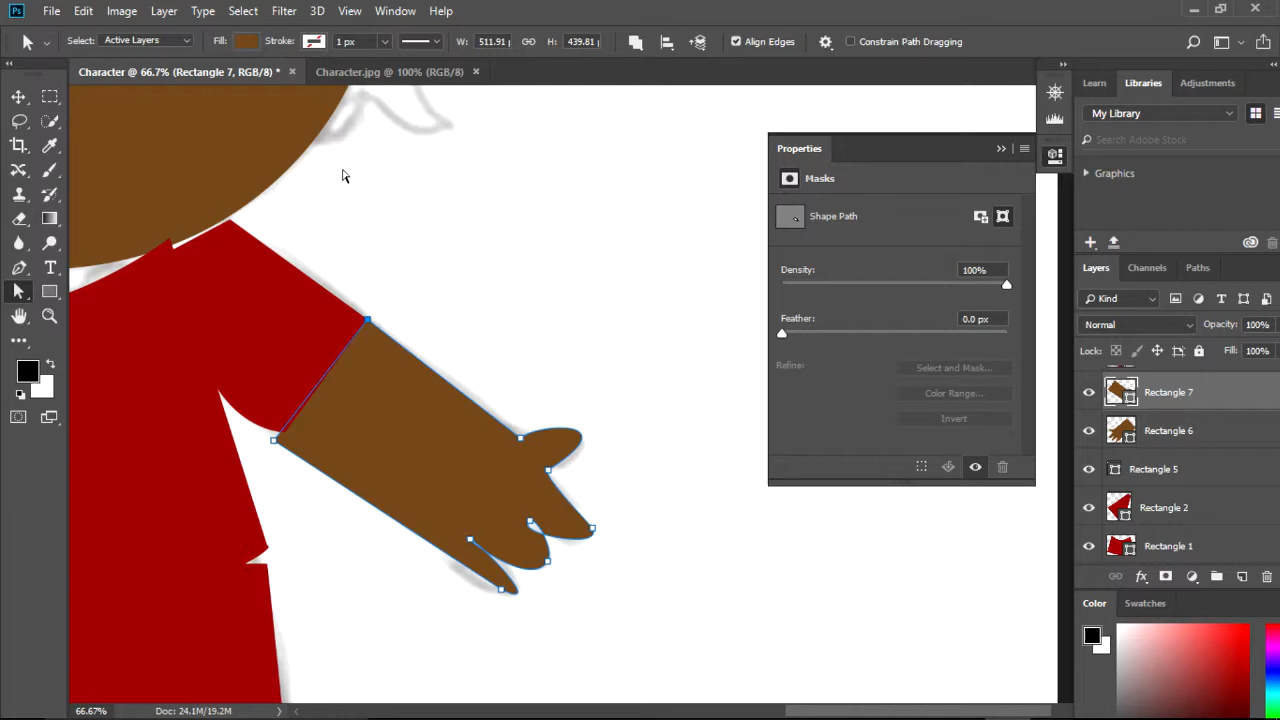 Ps File Edit Image Layer Type Select Filter 3D View Window Help
Select: Active Layers Fill: Stroke: 1 px W: 511.91 H: 439.81 Align Edges Constrain Path Dragging
Character @ 66.7% (Rectangle 7, RGB/8) * × Character.jpg @ 100% (RGB/8) ×
Learn Libraries Adjustments
My Library
Search Adobe Stock
Graphics
Properties
Masks
Shape Path
Density: 100%
Feather: 0.0 px
Refine: Select and Mask...
Color Range...
Invert
Layers Channels Paths
Kind
Normal Opacity: 100%
Lock: Fill: 100%
Rectangle 7
Rectangle 6
Rectangle 5
Rectangle 2
Rectangle 1
fx
Color Swatches
66.67% Doc: 24.1M/19.2M